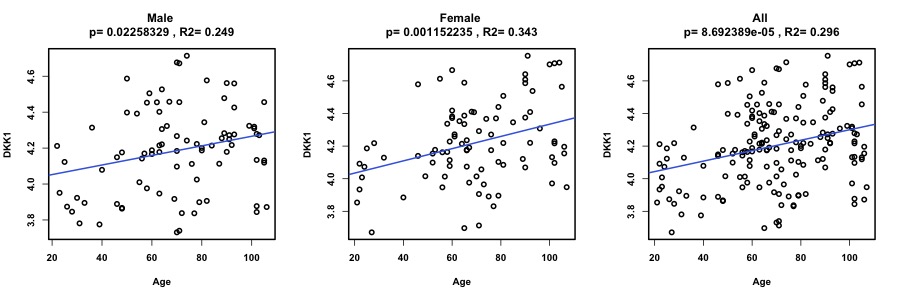 Male
p= 0.02258329 , R2= 0.249
DKK1
4.6
4.4
4.2
4.0
3.8
20 40 60 80 100
Age
Female
p= 0.001152235 , R2= 0.343
DKK1
4.6
4.4
4.2
4.0
3.8
20 40 60 80 100
Age
All
p= 8.692389e-05 , R2= 0.296
DKK1
4.6
4.4
4.2
4.0
3.8
20 40 60 80 100
Age